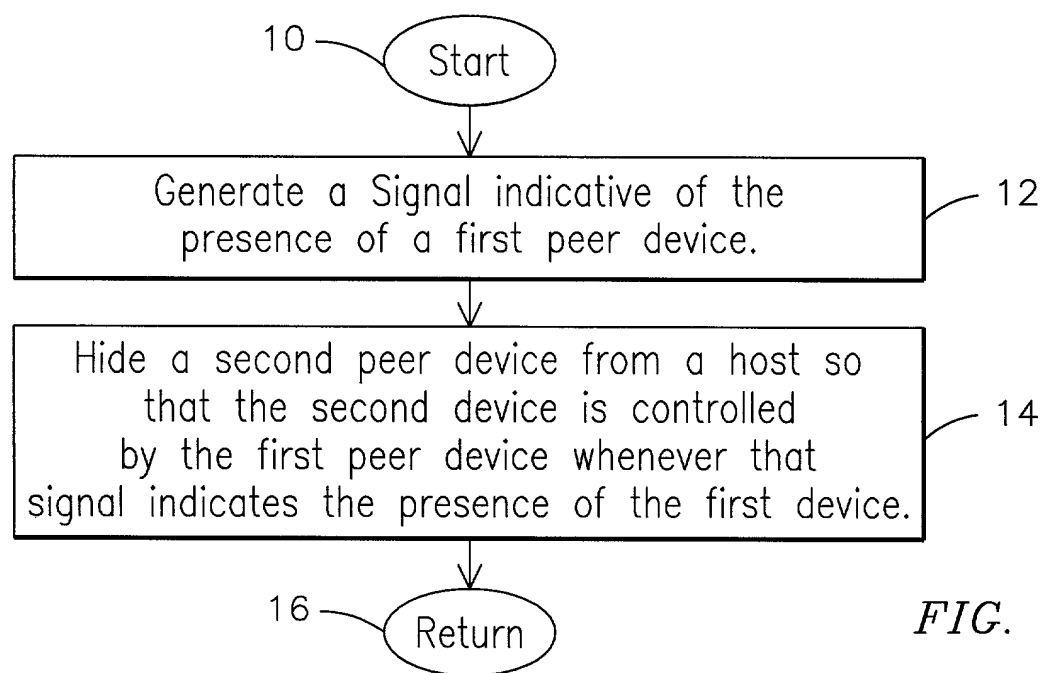 10
Start
Generate a Signal indicative of the
presence of a first peer device.
12
Hide a second peer device from a host so
that the second device is controlled
by the first peer device whenever that
signal indicates the presence of the first device.
14
16
Return
FIG.